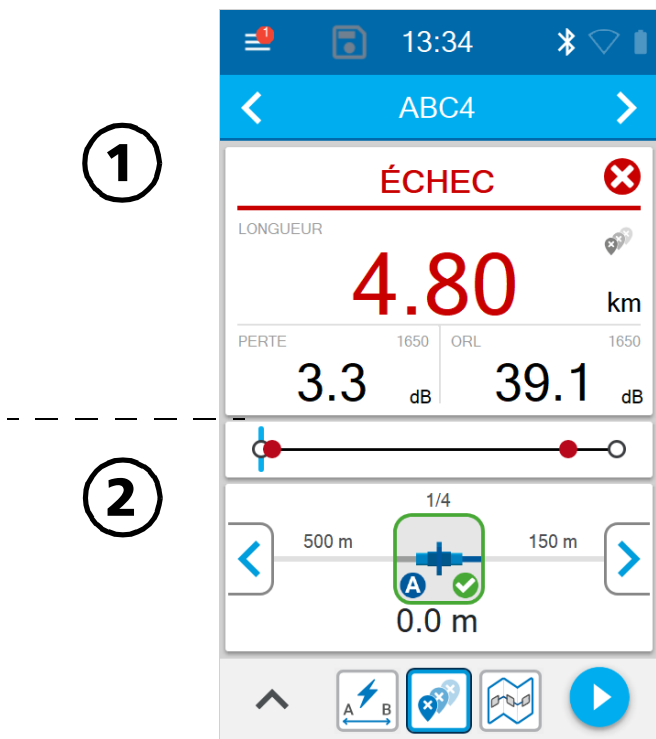 1
13:34
ABC4
1
ÉCHEC
LONGUEUR
4.80 km
PERTE 1650 ORL 1650
3.3 dB 39.1 dB
2
1/4
500 m 150 m
A
0.0 m
A B